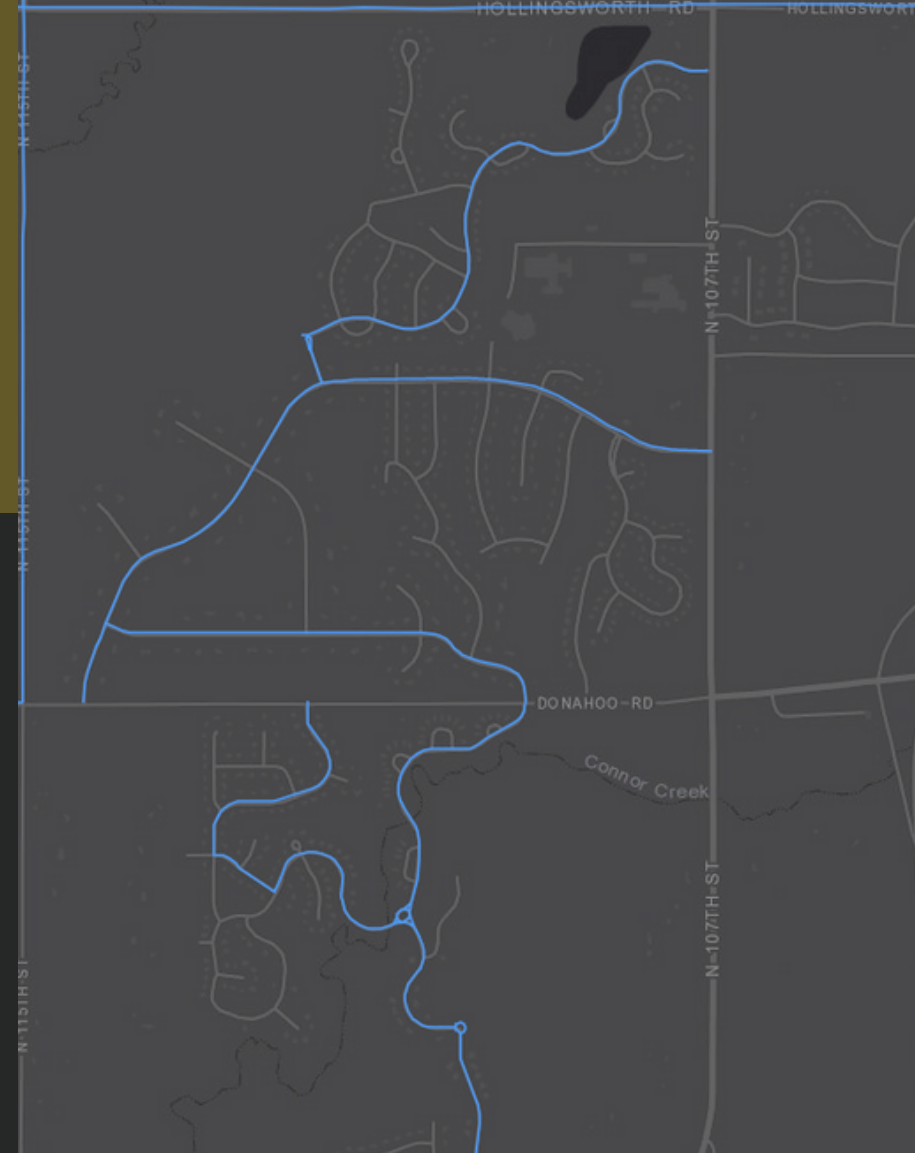 HOLLINGSWORTH RD
HOLLINGSWORT
N 115TH ST
N 107TH ST
N 115TH ST
DONAHOO RD
Connor Creek
N 107TH ST
N 115TH ST